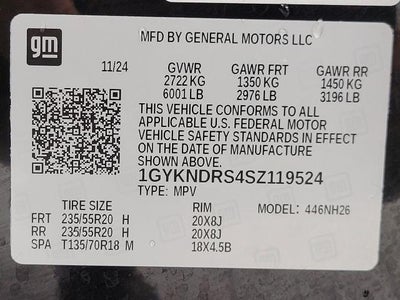 gm
MFD BY GENERAL MOTORS LLC
11/24 GVWR GAWR FRT GAWR RR
2722 KG 1350 KG 1450 KG
6001 LB 2976 LB 3196 LB
THIS VEHICLE CONFORMS TO ALL
APPLICABLE U.S. FEDERAL MOTOR
VEHICLE SAFETY STANDARDS IN EFFECT
ON THE DATE OF MANUFACTURE
1GYKNDRS4SZ119524
TYPE: MPV
TIRE SIZE RIM MODEL: 446NH26
FRT 235/55R20 H 20X8J
RR 235/55R20 H 20X8J
SPA T135/70R18 M 18X4.5B